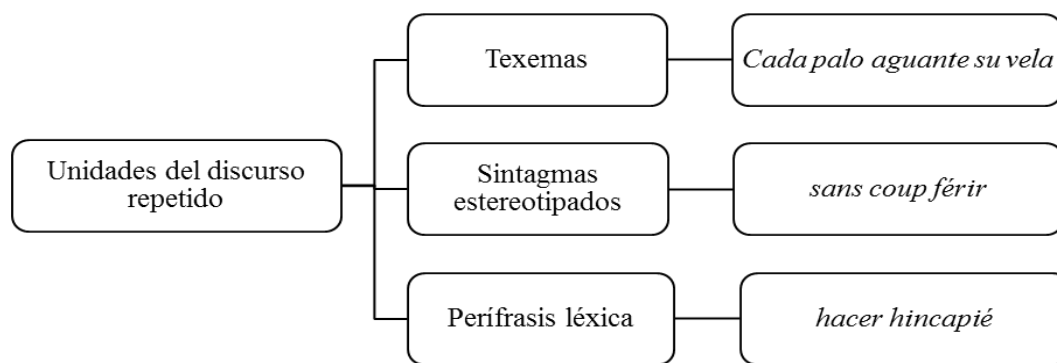 Texemas
Cada palo aguante su vela
Unidades del discurso
repetido
Sintagmas
estereotipados
sans coup férir
Perífrasis léxica
hacer hincapié